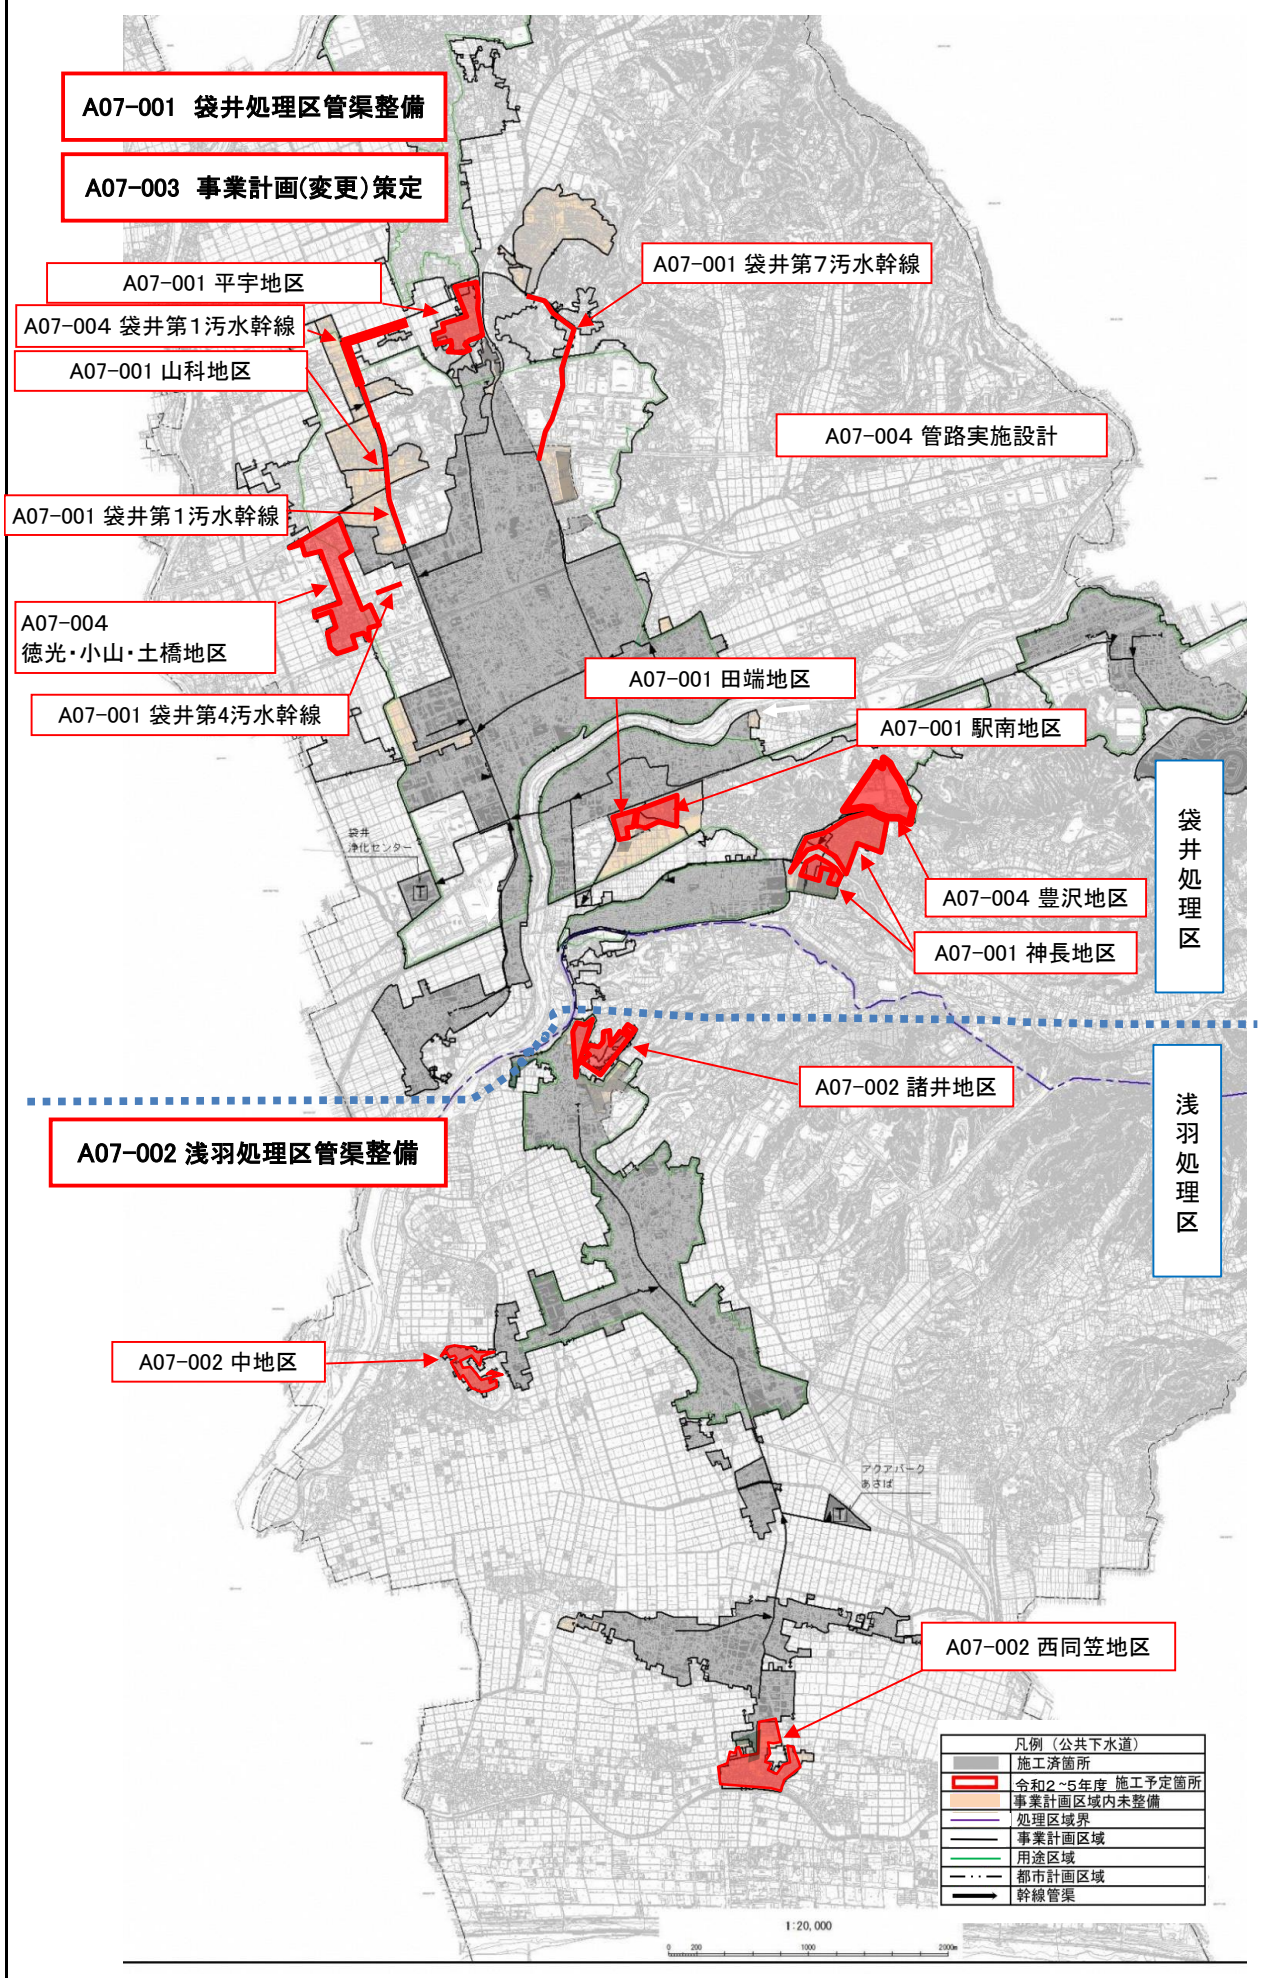 A07-001 袋井処理区管渠整備
A07-003 事業計画(変更)策定
A07-001 平宇地区
A07-001 袋井第7汚水幹線
A07-004 袋井第1汚水幹線
A07-001 山科地区
A07-004 管路実施設計
A07-001 袋井第1汚水幹線
A07-004
徳光・小山・土橋地区
A07-001 田端地区
A07-001 袋井第4汚水幹線
A07-001 駅南地区
袋井処理区
袋井
浄化センター
T
A07-004 豊沢地区
A07-001 神長地区
A07-002 諸井地区
浅羽処理区
A07-002 浅羽処理区管渠整備
A07-002 中地区
アクアパーク
あさば
T
A07-002 西同笠地区
凡例（公共下水道）
施工済箇所
令和2~5年度 施工予定箇所
事業計画区域内未整備
処理区域界
事業計画区域
用途区域
都市計画区域
幹線管渠
1:20,000
0 200 1000 2000m